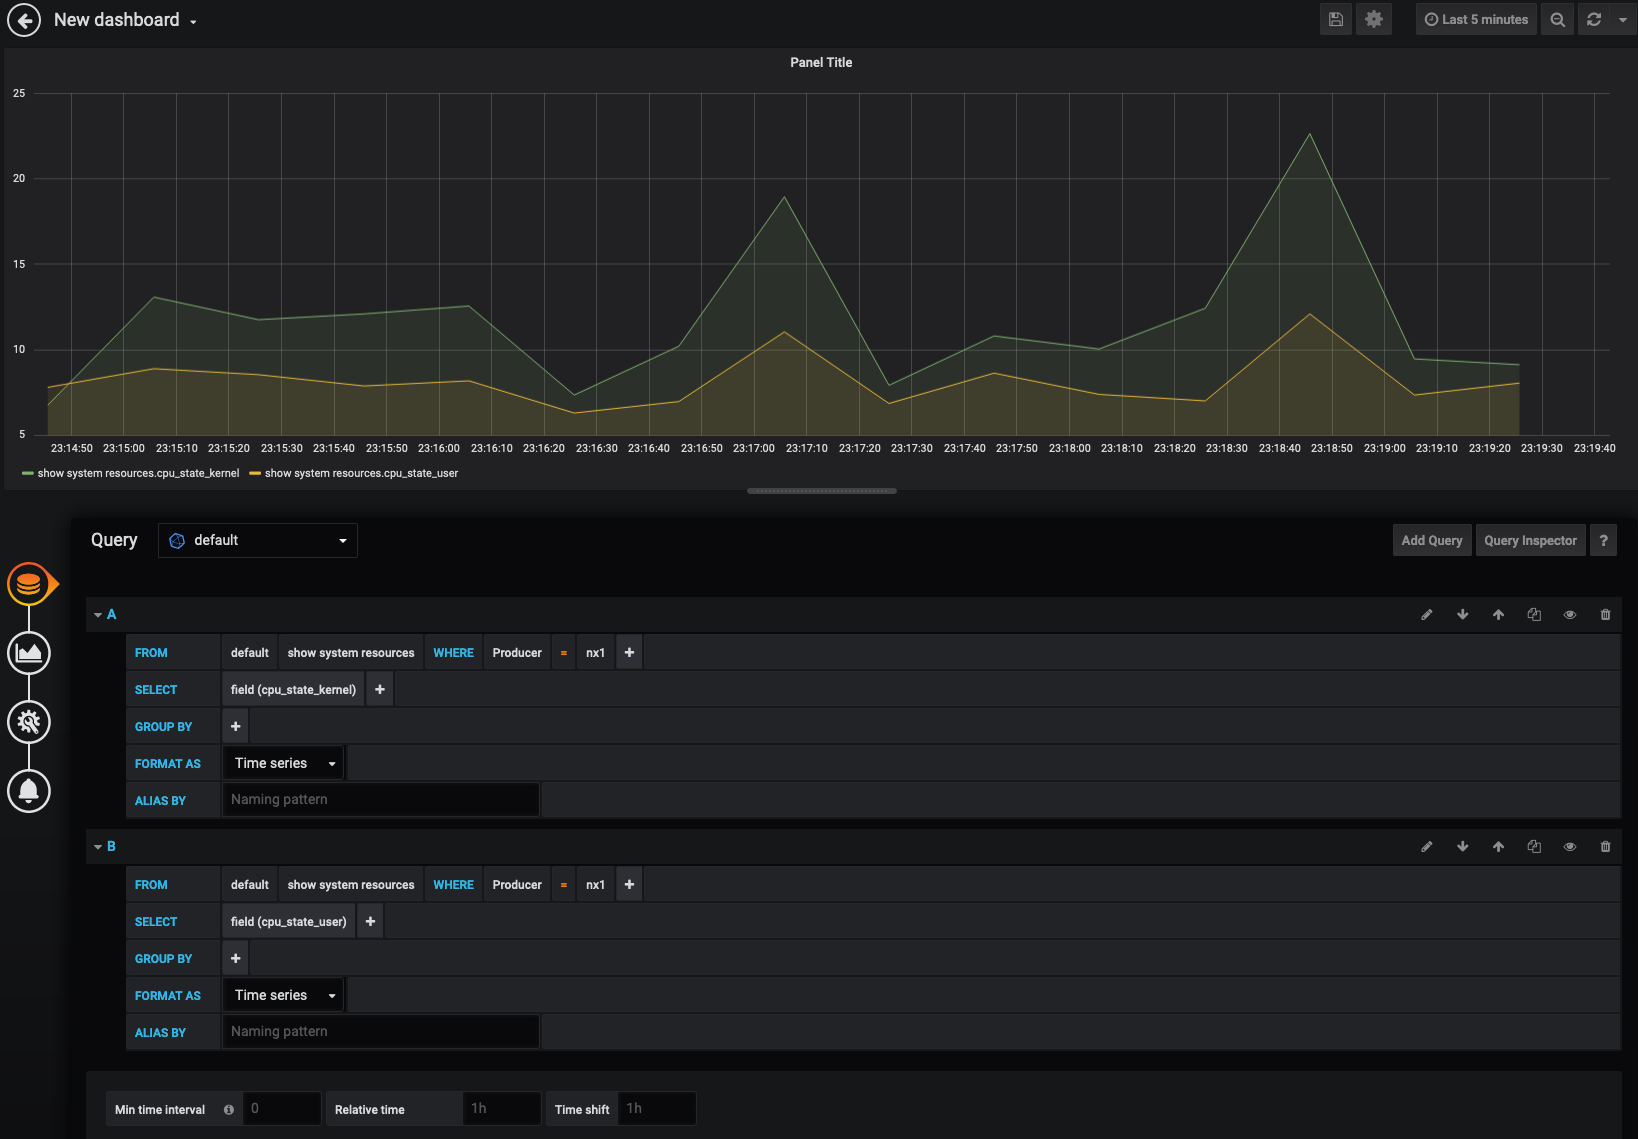 New dashboard
Last 5 minutes
Panel Title
25
20
15
10
5
23:14:50 23:15:00 23:15:10 23:15:20 23:15:30 23:15:40 23:15:50 23:16:00 23:16:10 23:16:20 23:16:30 23:16:40 23:16:50 23:17:00 23:17:10 23:17:20 23:17:30 23:17:40 23:17:50 23:18:00 23:18:10 23:18:20 23:18:30 23:18:40 23:18:50 23:19:00 23:19:10 23:19:20 23:19:30 23:19:40
show system resources.cpu_state_kernel show system resources.cpu_state_user
Query default Add Query Query Inspector ?
A
FROM default show system resources WHERE Producer = nx1 +
SELECT field (cpu_state_kernel) +
GROUP BY +
FORMAT AS Time series
ALIAS BY Naming pattern
B
FROM default show system resources WHERE Producer = nx1 +
SELECT field (cpu_state_user) +
GROUP BY +
FORMAT AS Time series
ALIAS BY Naming pattern
Min time interval 0 Relative time 1h Time shift 1h